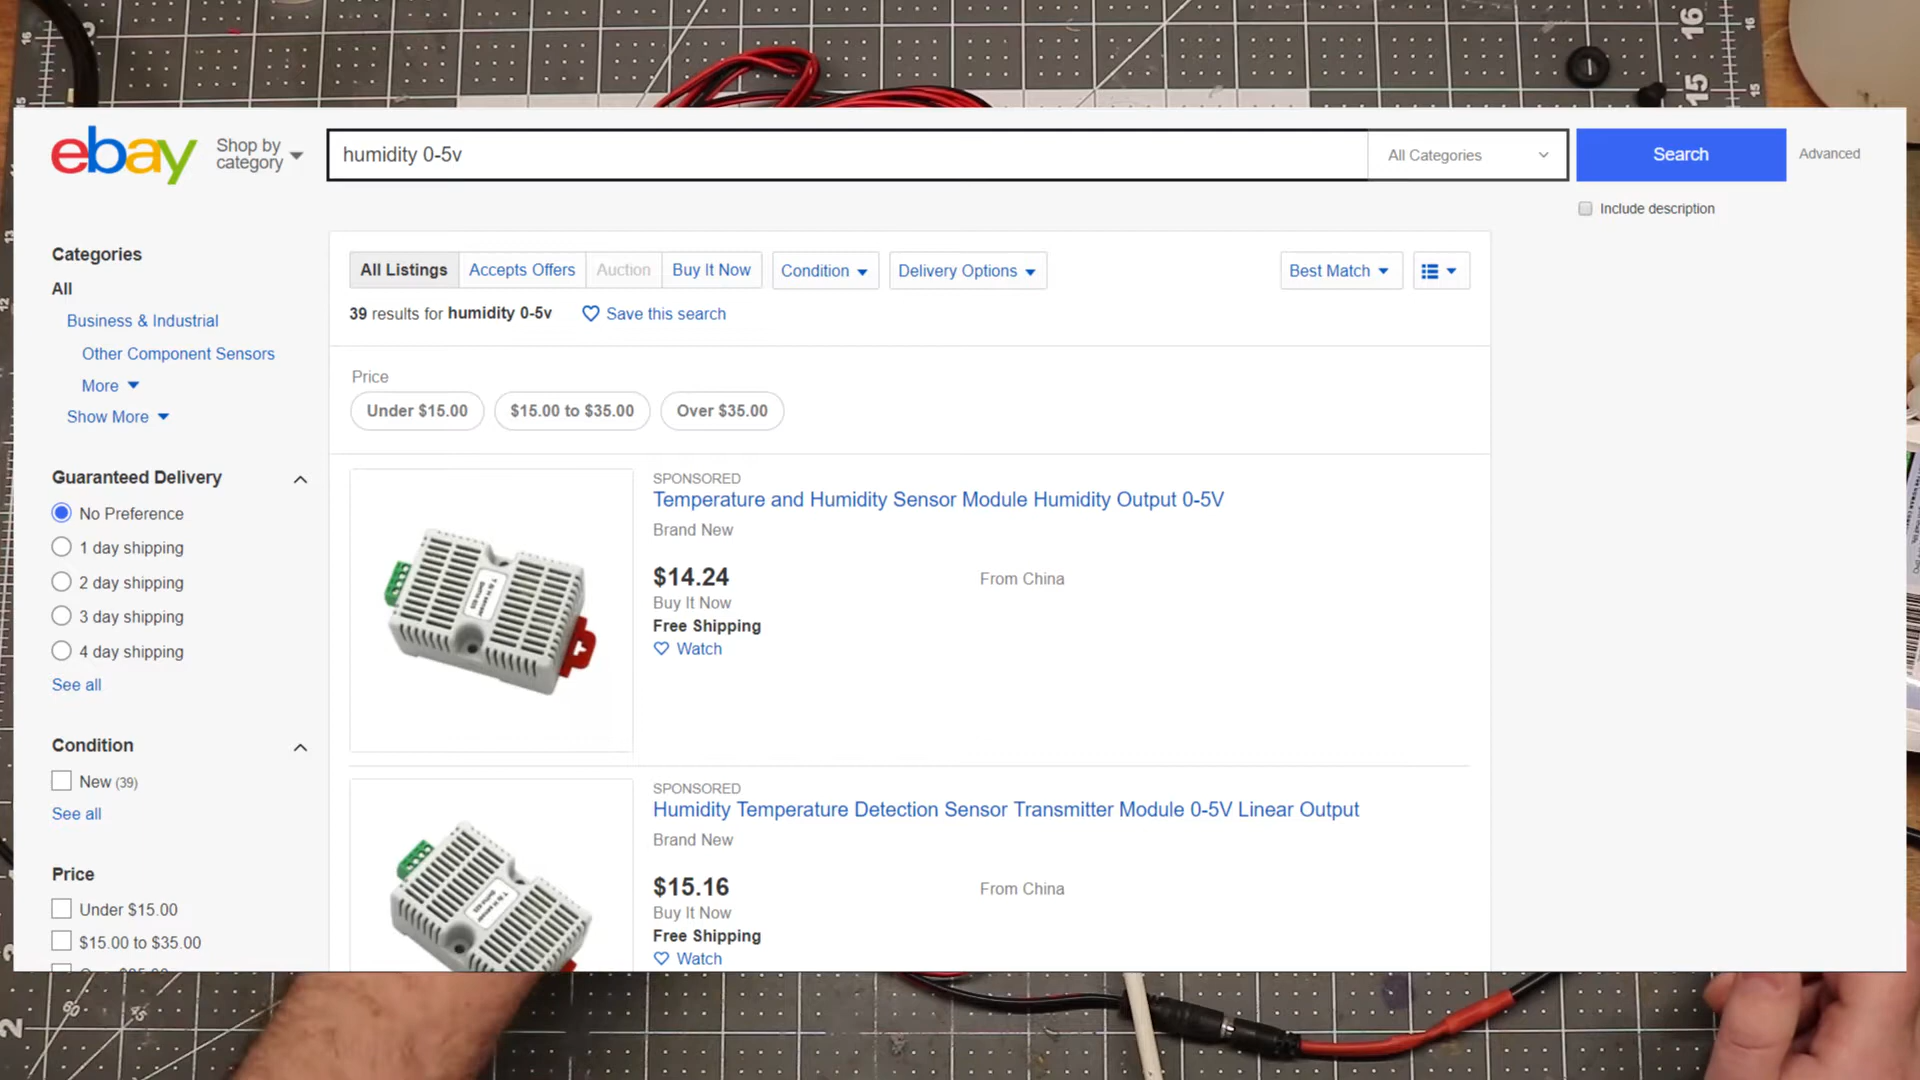 16
16
15
15
ebay
Shop by
category
humidity 0-5v
All Categories
Search
Advanced
Include description
Categories
All
Business & Industrial
Other Component Sensors
More
Show More
All Listings
Accepts Offers
Auction
Buy It Now
Condition
Delivery Options
Best Match
39 results for humidity 0-5v
Save this search
Price
Under $15.00
$15.00 to $35.00
Over $35.00
Guaranteed Delivery
No Preference
1 day shipping
2 day shipping
3 day shipping
4 day shipping
See all
Condition
New (39)
See all
Price
Under $15.00
$15.00 to $35.00
SPONSORED
Temperature and Humidity Sensor Module Humidity Output 0-5V
Brand New
$14.24
From China
Buy It Now
Free Shipping
Watch
SPONSORED
Humidity Temperature Detection Sensor Transmitter Module 0-5V Linear Output
Brand New
$15.16
From China
Buy It Now
Free Shipping
Watch
60
45
2